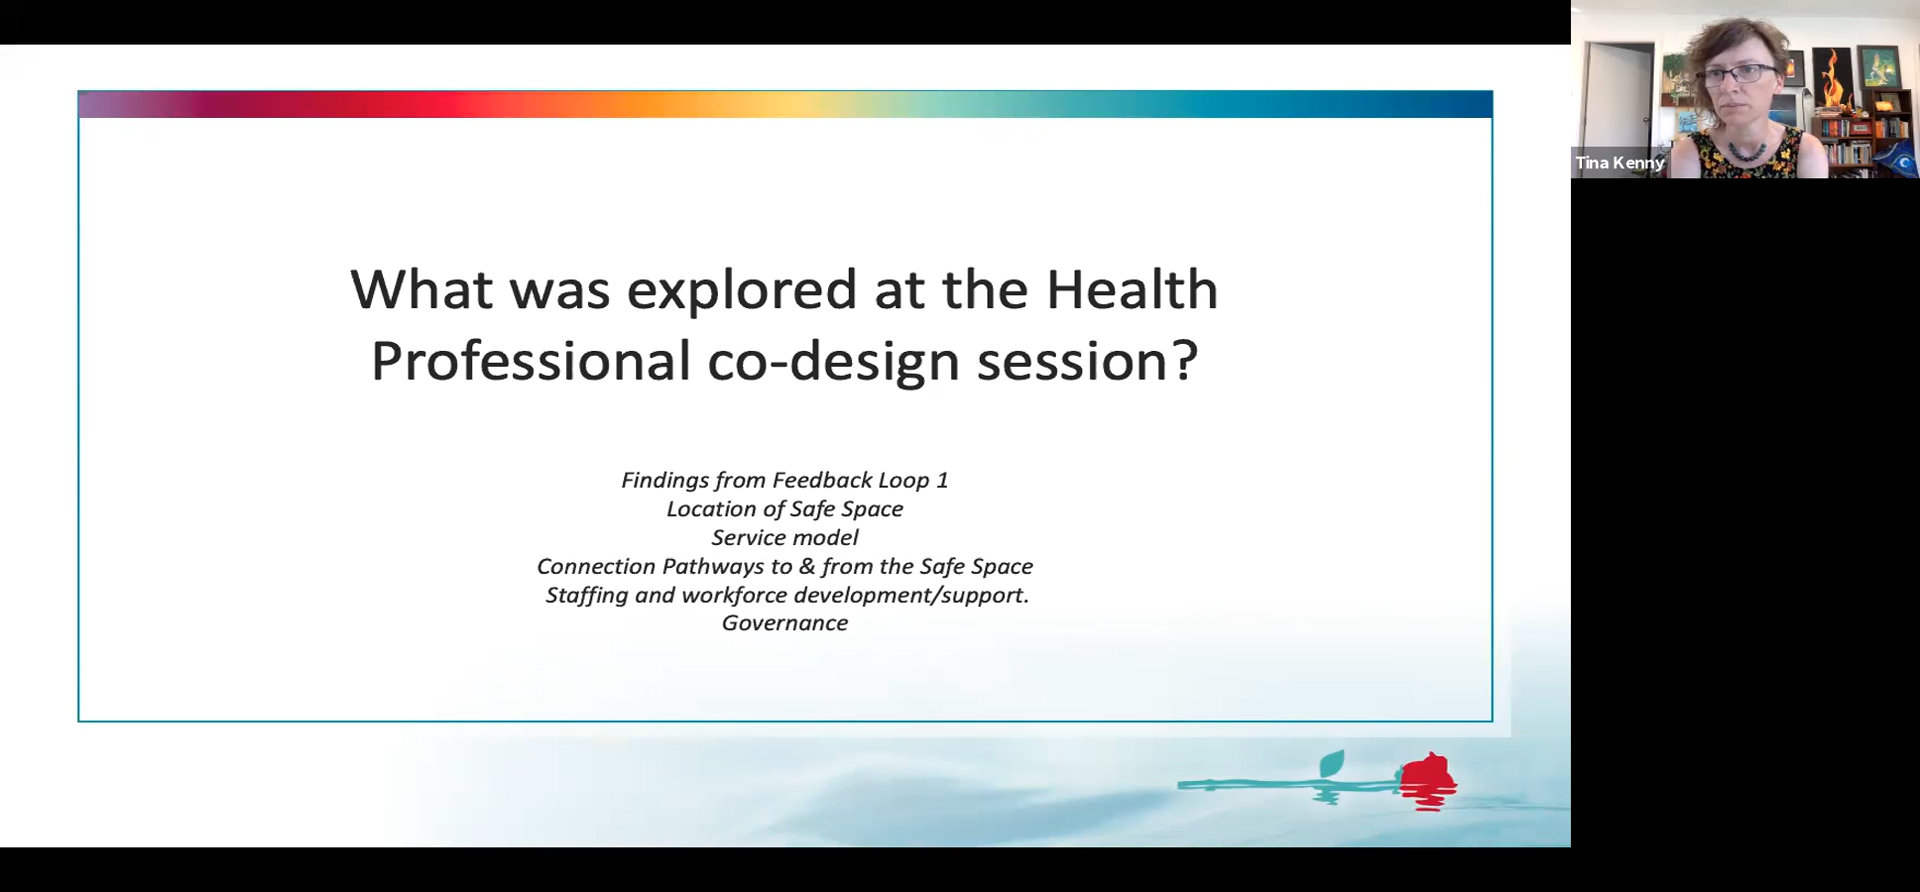 What was explored at the Health
Professional co-design session?
Findings from Feedback Loop 1
Location of Safe Space
Service model
Connection Pathways to & from the Safe Space
Staffing and workforce development/support.
Governance
Tina Kenny